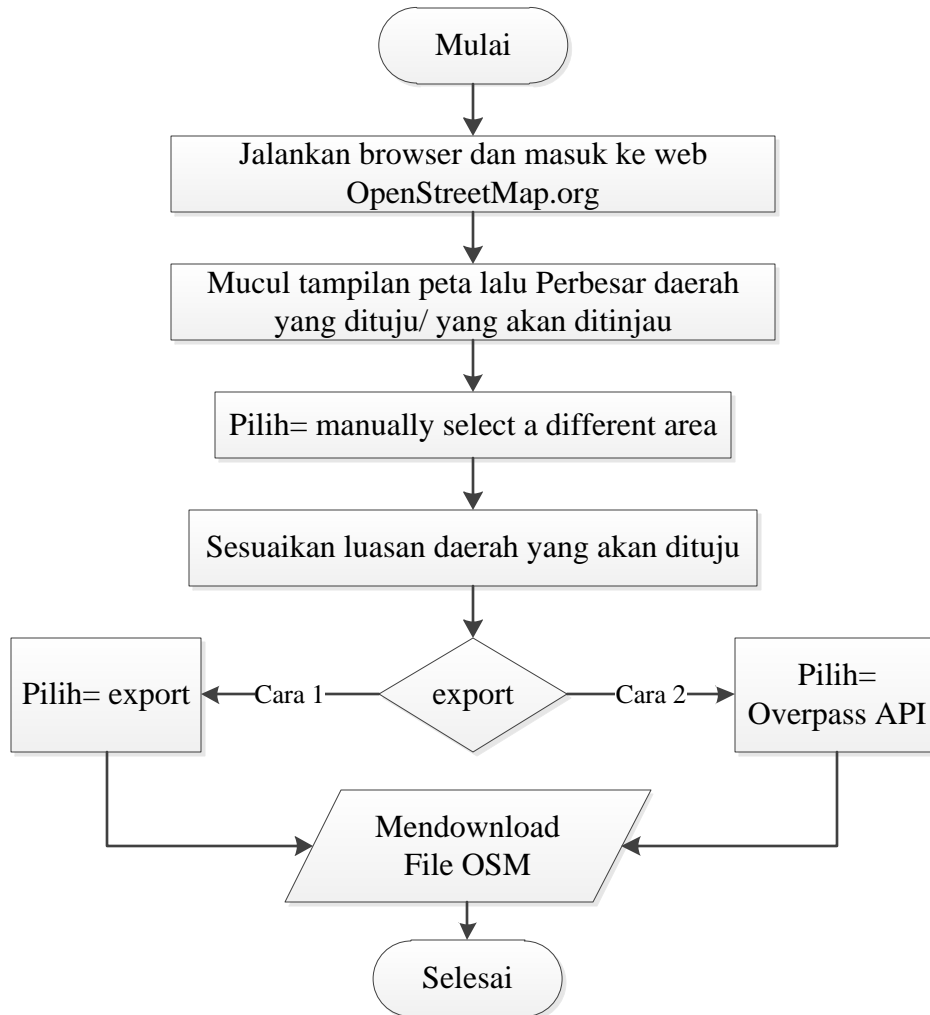 Mulai
Jalankan browser dan masuk ke web
OpenStreetMap.org
Mucul tampilan peta lalu Perbesar daerah
yang dituju/ yang akan ditinjau
Pilih= manually select a different area
Sesuaikan luasan daerah yang akan dituju
Pilih= export
Cara 1
export
Cara 2
Pilih=
Overpass API
Mendownload
File OSM
Selesai